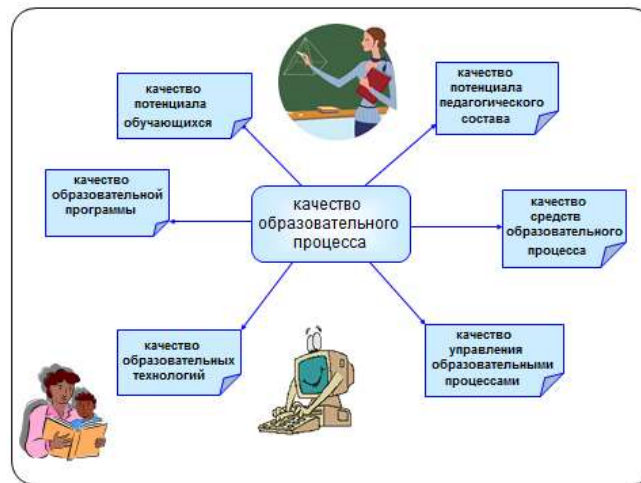 качество
потенциала
обучающихся
качество
потенциала
педагогического
состава
качество
образовательной
программы
качество
образовательного
процесса
качество
средств
образовательного
процесса
качество
образовательных
технологий
качество
управления
образовательными
процессами